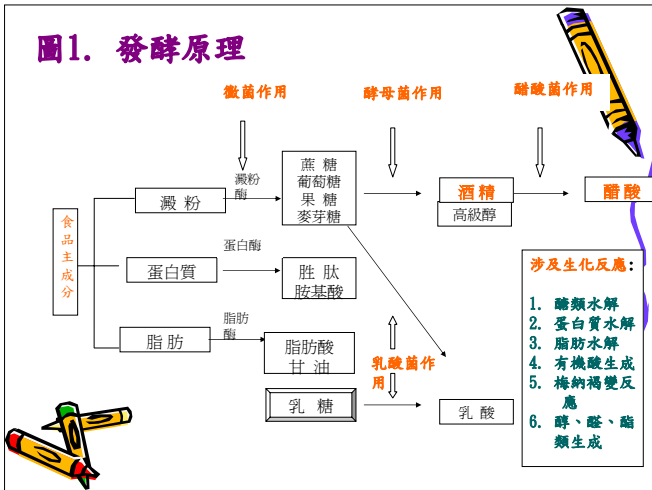 圖1. 發酵原理
黴菌作用
酵母菌作用
醋酸菌作用
食品主成分
澱粉
澱粉
酶
蔗糖
葡萄糖
果糖
麥芽糖
酒精
高級醇
醋酸
蛋白質
蛋白酶
胜肽
胺基酸
脂肪
脂肪
酶
脂肪酸
甘油
乳酸菌作
用
乳糖
乳酸
涉及生化反應:
1. 醣類水解
2. 蛋白質水解
3. 脂肪水解
4. 有機酸生成
5. 梅納褐變反
應
6. 醇、醛、酯
類生成